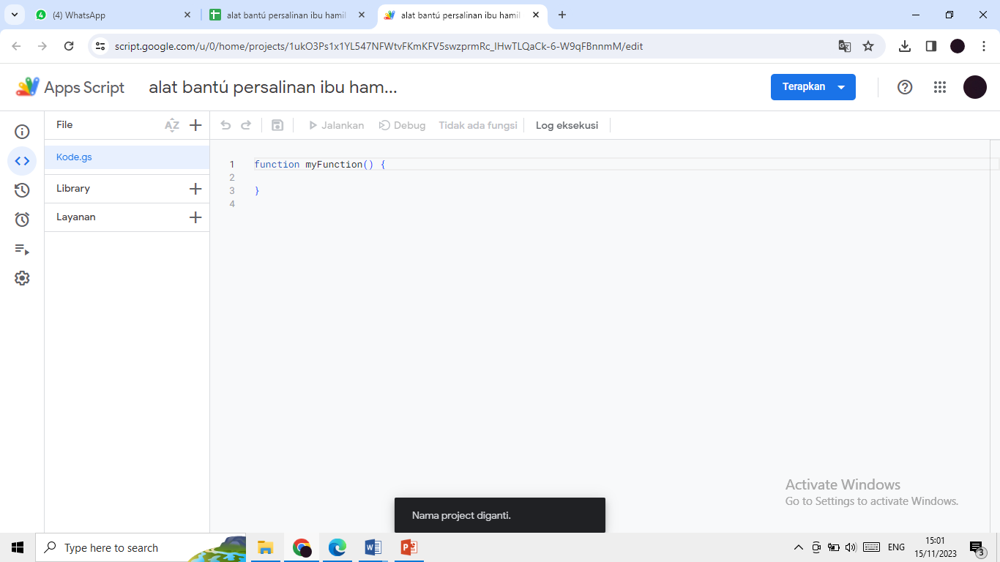 (4) WhatsApp
alat bantú persalinan ibu hamil
alat bantú persalinan ibu hamil
script.google.com/u/0/home/projects/1ukO3Ps1x1YL547NFWtvFKmKFV5swzprmRc_IHwTLQaCk-6-W9qFBnnmM/edit
Apps Script
alat bantú persalinan ibu ham...
Terapkan
File
AZ
Jalankan
Debug
Tidak ada fungsi
Log eksekusi
Kode.gs
Library
Layanan
1 function myFunction() {
2
3 }
4
Activate Windows
Go to Settings to activate Windows.
Nama project diganti.
Type here to search
ENG
15:01
15/11/2023
3